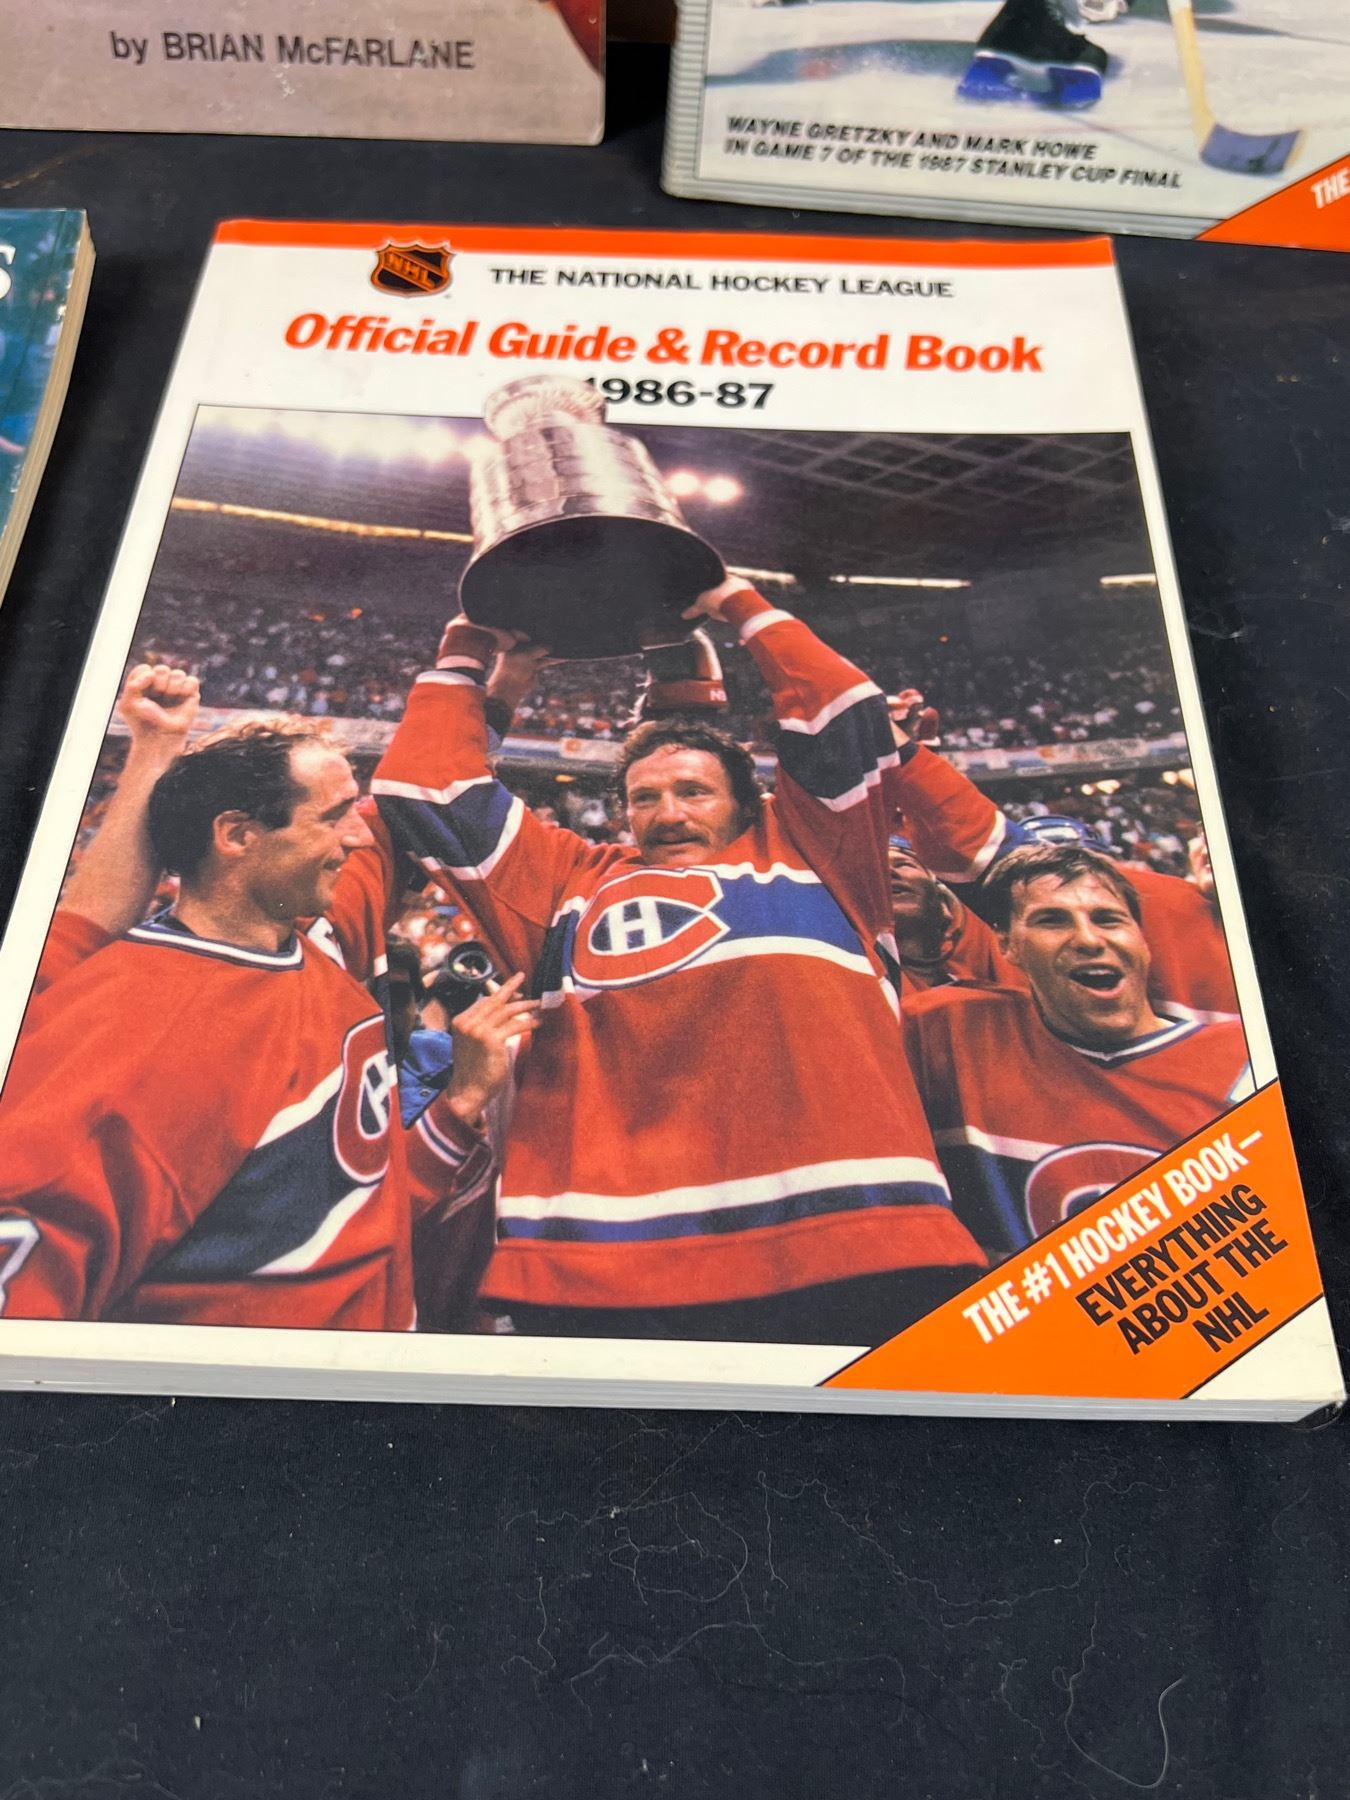 by BRIAN McFARLANE
WAYNE GRETZKY AND MARK HOWE
IN GAME 7 OF THE 1987 STANLEY CUP FINAL
THE
S
NHL
THE NATIONAL HOCKEY LEAGUE
Official Guide & Record Book
1986-87
H
THE #1 HOCKEY BOOK—
EVERYTHING
ABOUT THE
NHL